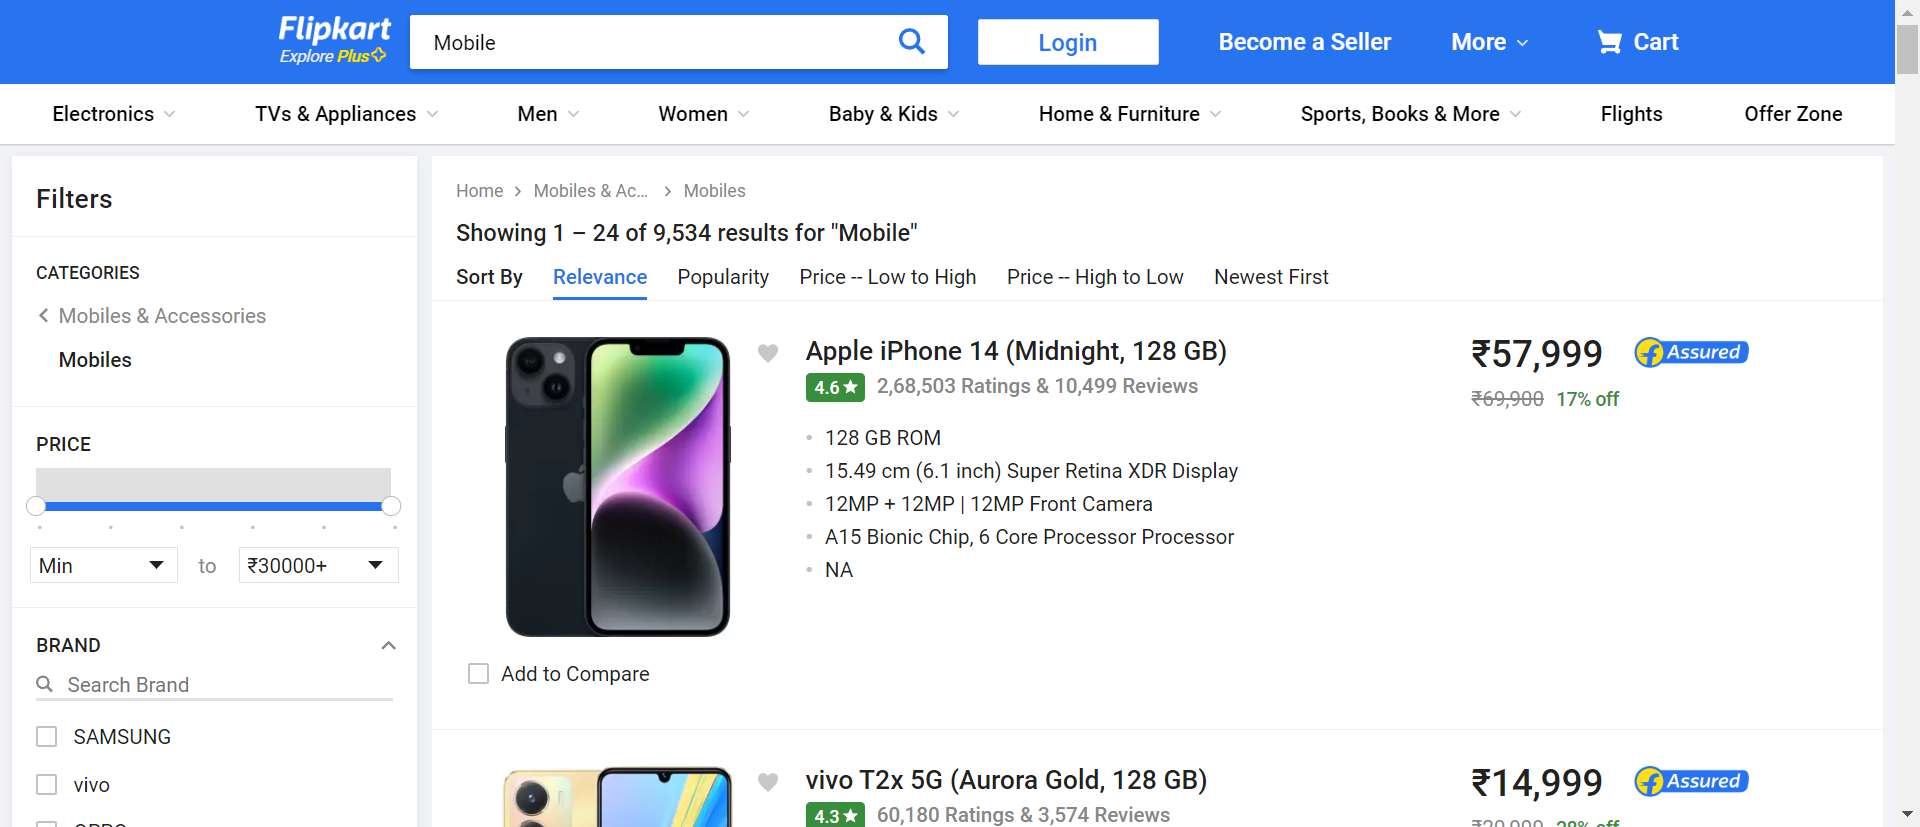 Flipkart
Explore Plus
Mobile
Login
Become a Seller
More
Cart
Electronics
TVs & Appliances
Men
Women
Baby & Kids
Home & Furniture
Sports, Books & More
Flights
Offer Zone
Filters
CATEGORIES
Mobiles & Accessories
Mobiles
PRICE
Min to ₹30000+
BRAND
Search Brand
SAMSUNG
vivo
Home > Mobiles & Ac... > Mobiles
Showing 1 – 24 of 9,534 results for "Mobile"
Sort By Relevance Popularity Price -- Low to High Price -- High to Low Newest First
Apple iPhone 14 (Midnight, 128 GB)
4.6★ 2,68,503 Ratings & 10,499 Reviews
128 GB ROM
15.49 cm (6.1 inch) Super Retina XDR Display
12MP + 12MP | 12MP Front Camera
A15 Bionic Chip, 6 Core Processor Processor
NA
₹57,999
Assured
₹69,900 17% off
Add to Compare
vivo T2x 5G (Aurora Gold, 128 GB)
4.3★ 60,180 Ratings & 3,574 Reviews
₹14,999
Assured